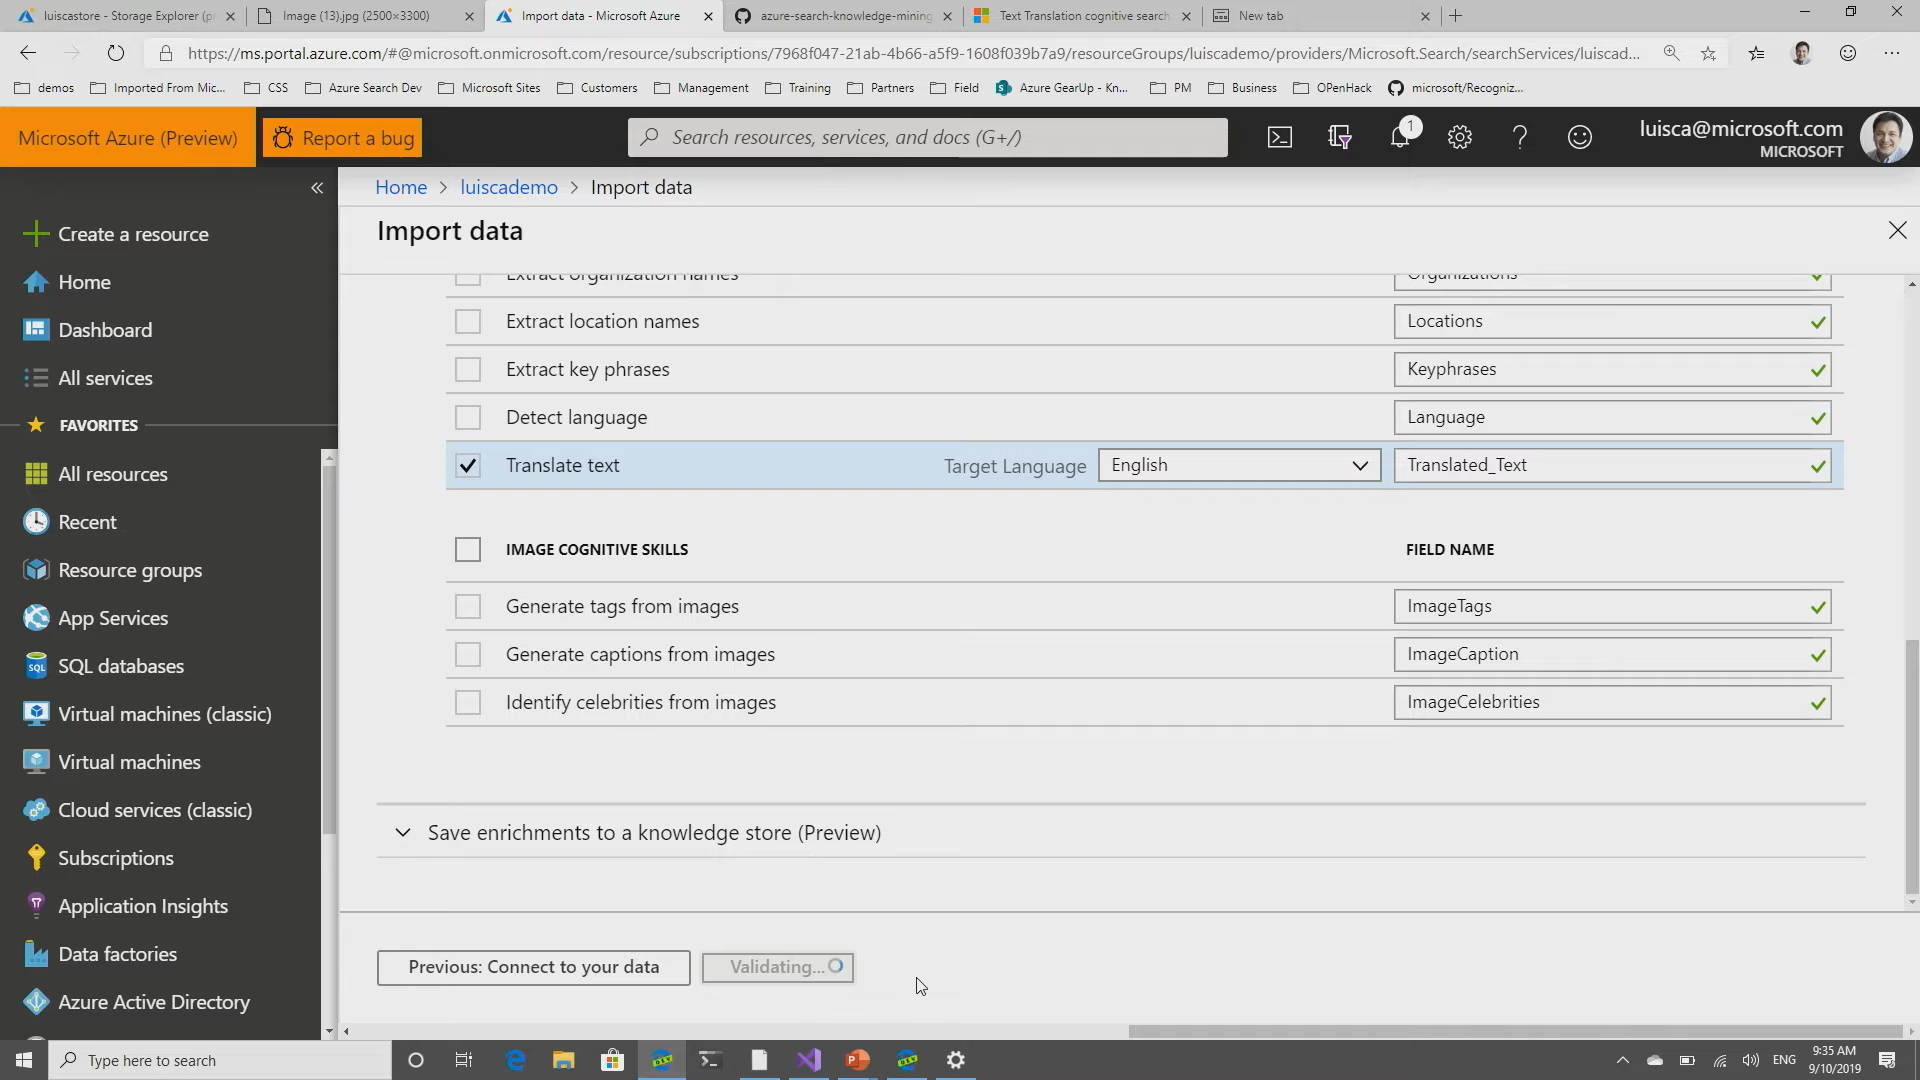 luiscastore - Storage Explorer (pr
Image (13).jpg (2500×3300)
Import data - Microsoft Azure
azure-search-knowledge-mining
Text Translation cognitive search
New tab
https://ms.portal.azure.com/#@microsoft.onmicrosoft.com/resource/subscriptions/7968f047-21ab-4b66-a5f9-1608f039b7a9/resourceGroups/luiscademo/providers/Microsoft.Search/searchServices/luiscad...
demos
Imported From Mic...
CSS
Azure Search Dev
Microsoft Sites
Customers
Management
Training
Partners
Field
Azure GearUp - Kn...
PM
Business
OPenHack
microsoft/Recogniz...
Microsoft Azure (Preview)
Report a bug
Search resources, services, and docs (G+/)
1
luisca@microsoft.com
MICROSOFT
Home > luiscademo > Import data
Import data
Create a resource
Home
Dashboard
All services
FAVORITES
All resources
Recent
Resource groups
App Services
SQL databases
Virtual machines (classic)
Virtual machines
Cloud services (classic)
Subscriptions
Application Insights
Data factories
Azure Active Directory
Extract organization names
Organizations
Extract location names
Locations
Extract key phrases
Keyphrases
Detect language
Language
Translate text
Target Language
English
Translated_Text
IMAGE COGNITIVE SKILLS
FIELD NAME
Generate tags from images
ImageTags
Generate captions from images
ImageCaption
Identify celebrities from images
ImageCelebrities
Save enrichments to a knowledge store (Preview)
Previous: Connect to your data
Validating...
Type here to search
ENG
9:35 AM
9/10/2019